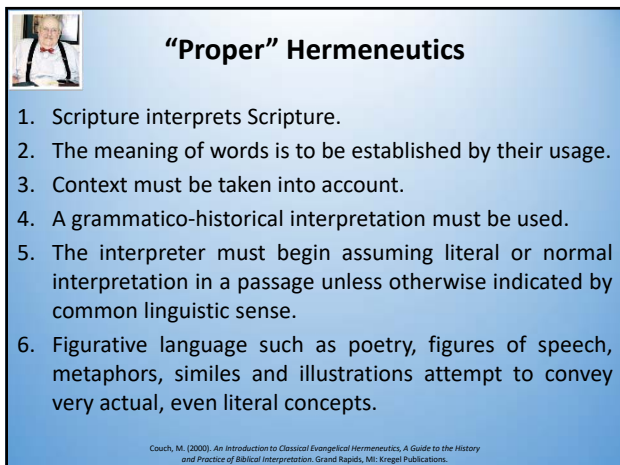 “Proper” Hermeneutics
1. Scripture interprets Scripture.
2. The meaning of words is to be established by their usage.
3. Context must be taken into account.
4. A grammatico-historical interpretation must be used.
5. The interpreter must begin assuming literal or normal
interpretation in a passage unless otherwise indicated by
common linguistic sense.
6. Figurative language such as poetry, figures of speech,
metaphors, similes and illustrations attempt to convey
very actual, even literal concepts.
Couch, M. (2000). An Introduction to Classical Evangelical Hermeneutics, A Guide to the History
and Practice of Biblical Interpretation. Grand Rapids, MI: Kregel Publications.